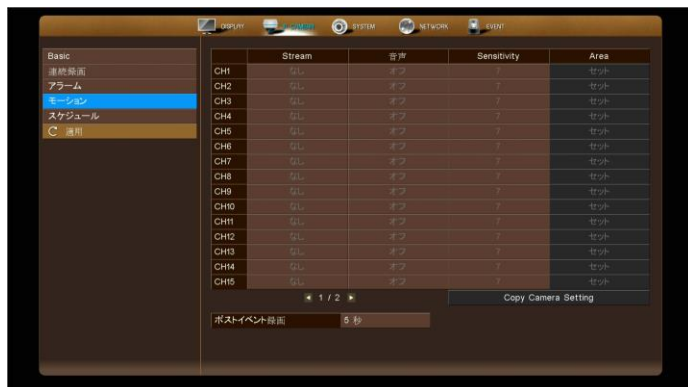 DISPLAY IP CAMERA SYSTEM NETWORK EVENT
Basic
連続録画
アラーム
モーション
スケジュール
適用
Stream 音声 Sensitivity Area
CH1 なし オフ 7 セット
CH2 なし オフ 7 セット
CH3 なし オフ 7 セット
CH4 なし オフ 7 セット
CH5 なし オフ 7 セット
CH6 なし オフ 7 セット
CH7 なし オフ 7 セット
CH8 なし オフ 7 セット
CH9 なし オフ 7 セット
CH10 なし オフ 7 セット
CH11 なし オフ 7 セット
CH12 なし オフ 7 セット
CH13 なし オフ 7 セット
CH14 なし オフ 7 セット
CH15 なし オフ 7 セット
1 / 2 Copy Camera Setting
ポストイベント録画 5 秒